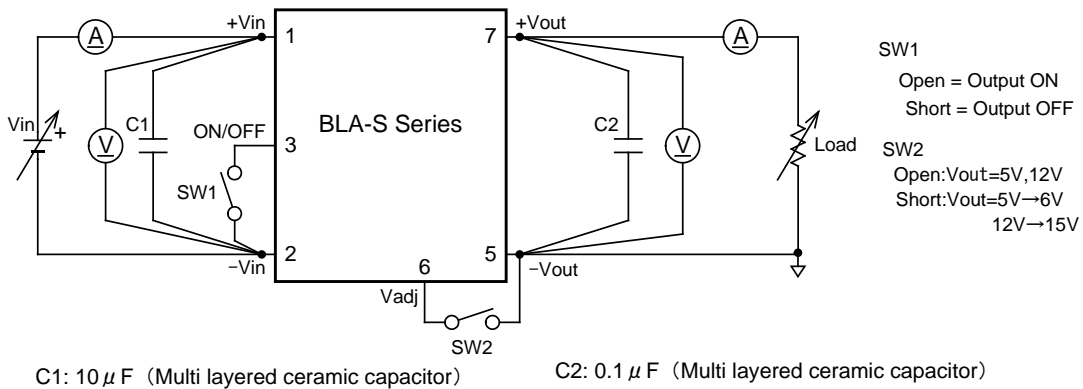 +Vin
A
1
7
+Vout
A
SW1
Open = Output ON
Short = Output OFF
Vin
+
V
C1
ON/OFF
3
BLA-S Series
C2
V
Load
SW2
Open:Vout=5V,12V
Short:Vout=5V→6V
12V→15V
SW1
2
−Vin
6
5
−Vout
Vadj
SW2
C1: 10μF (Multi layered ceramic capacitor)
C2: 0.1μF (Multi layered ceramic capacitor)